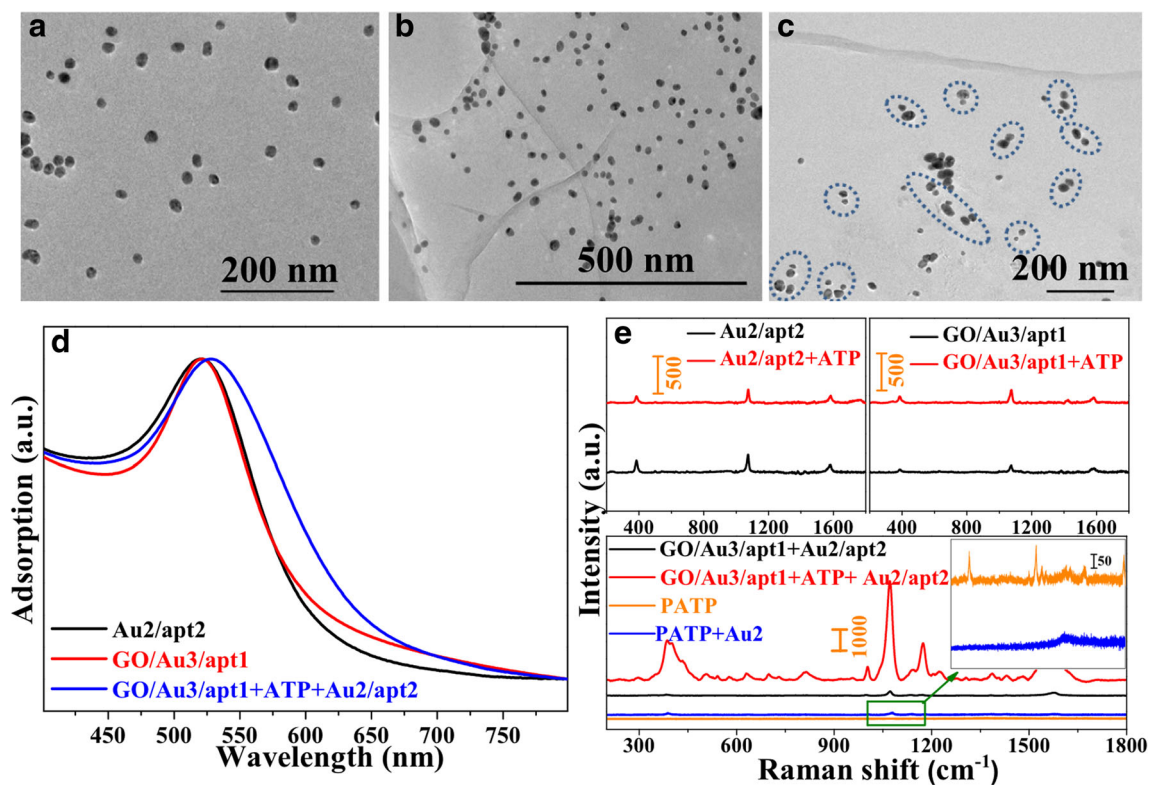 a
200 nm
b
500 nm
c
200 nm
d
Adsorption (a.u.)
Au2/apt2
GO/Au3/apt1
GO/Au3/apt1+ATP+Au2/apt2
450 500 550 600 650 700 750
Wavelength (nm)
e
Intensity (a.u.)
500
Au2/apt2
Au2/apt2+ATP
400 800 1200 1600
500
GO/Au3/apt1
GO/Au3/apt1+ATP
400 800 1200 1600
GO/Au3/apt1+Au2/apt2
GO/Au3/apt1+ATP+ Au2/apt2
PATP
PATP+Au2
1000
50
300 600 900 1200 1500 1800
Raman shift (cm-1)